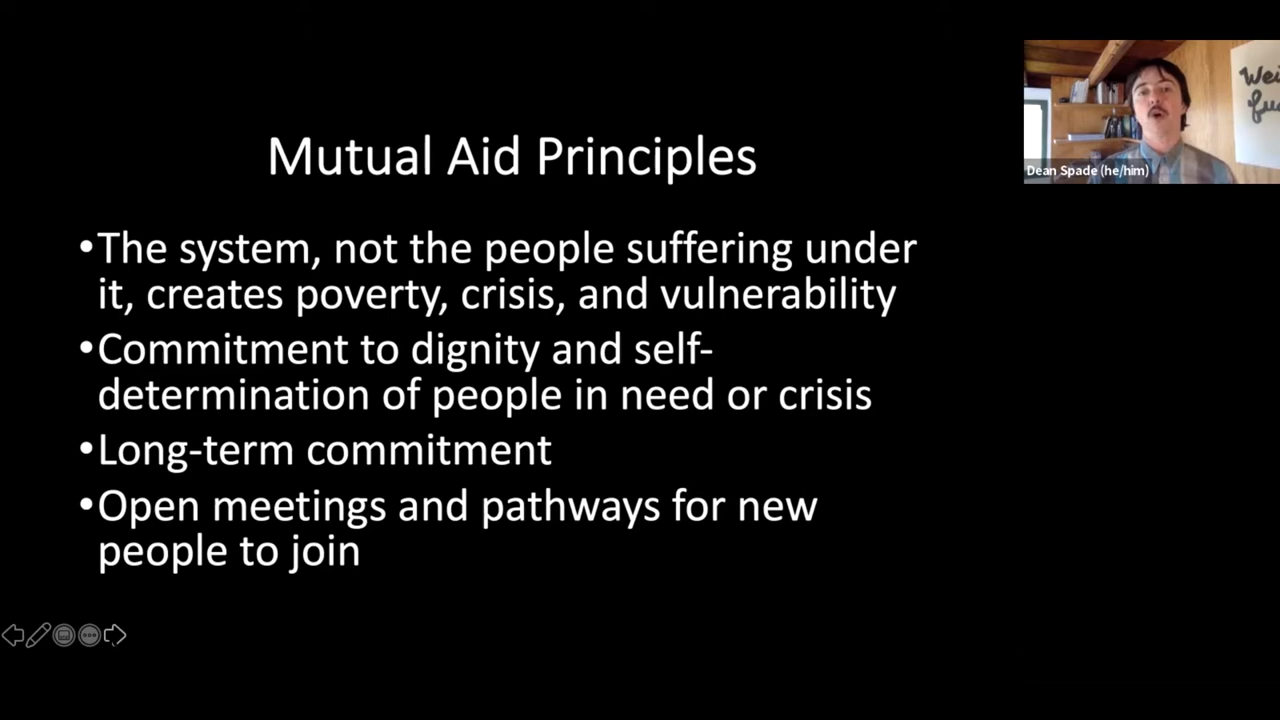 Mutual Aid Principles
•The system, not the people suffering under
it, creates poverty, crisis, and vulnerability
•Commitment to dignity and self-
determination of people in need or crisis
•Long-term commitment
•Open meetings and pathways for new
people to join
Dean Spade (he/him)